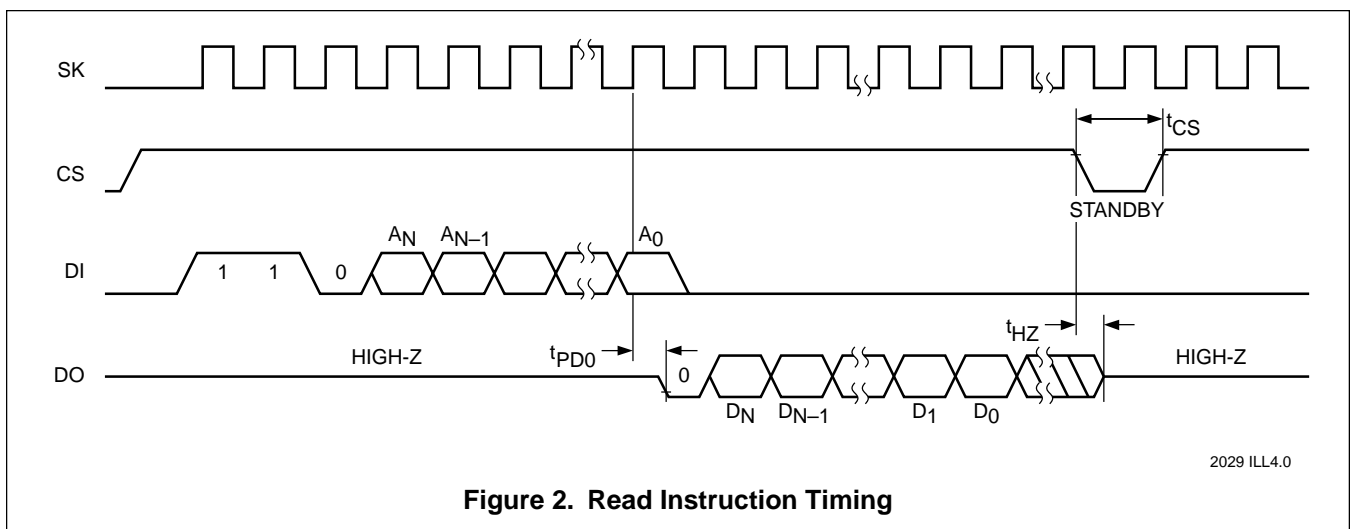 SK
CS
tCS
STANDBY
DI
1 1 0 AN AN–1 A0
tHZ
DO
HIGH-Z
tPD0
0
DN DN–1 D1 D0
HIGH-Z
2029 ILL4.0
Figure 2. Read Instruction Timing